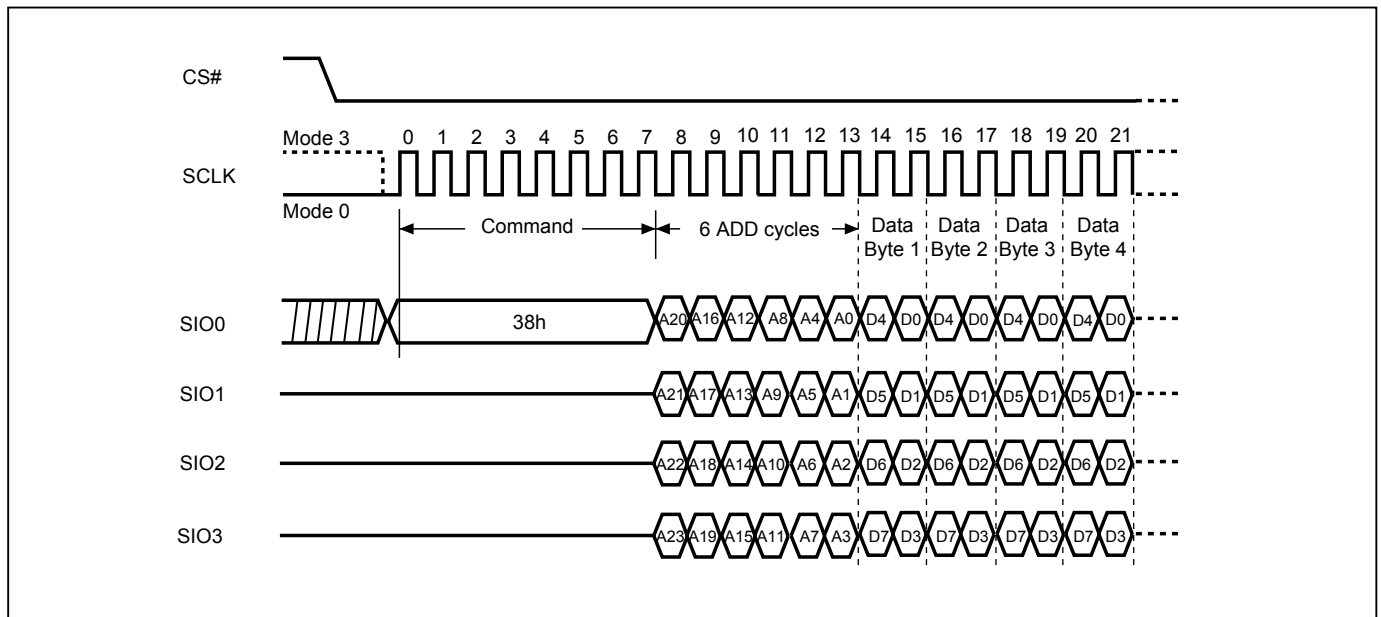 CS#
Mode 3
0 1 2 3 4 5 6 7 8 9 10 11 12 13 14 15 16 17 18 19 20 21
SCLK
Mode 0
Command
6 ADD cycles
Data Byte 1
Data Byte 2
Data Byte 3
Data Byte 4
SIO0
38h
A20 A16 A12 A8 A4 A0 D4 D0 D4 D0 D4 D0 D4 D0
SIO1
A21 A17 A13 A9 A5 A1 D5 D1 D5 D1 D5 D1 D5 D1
SIO2
A22 A18 A14 A10 A6 A2 D6 D2 D6 D2 D6 D2 D6 D2
SIO3
A23 A19 A15 A11 A7 A3 D7 D3 D7 D3 D7 D3 D7 D3